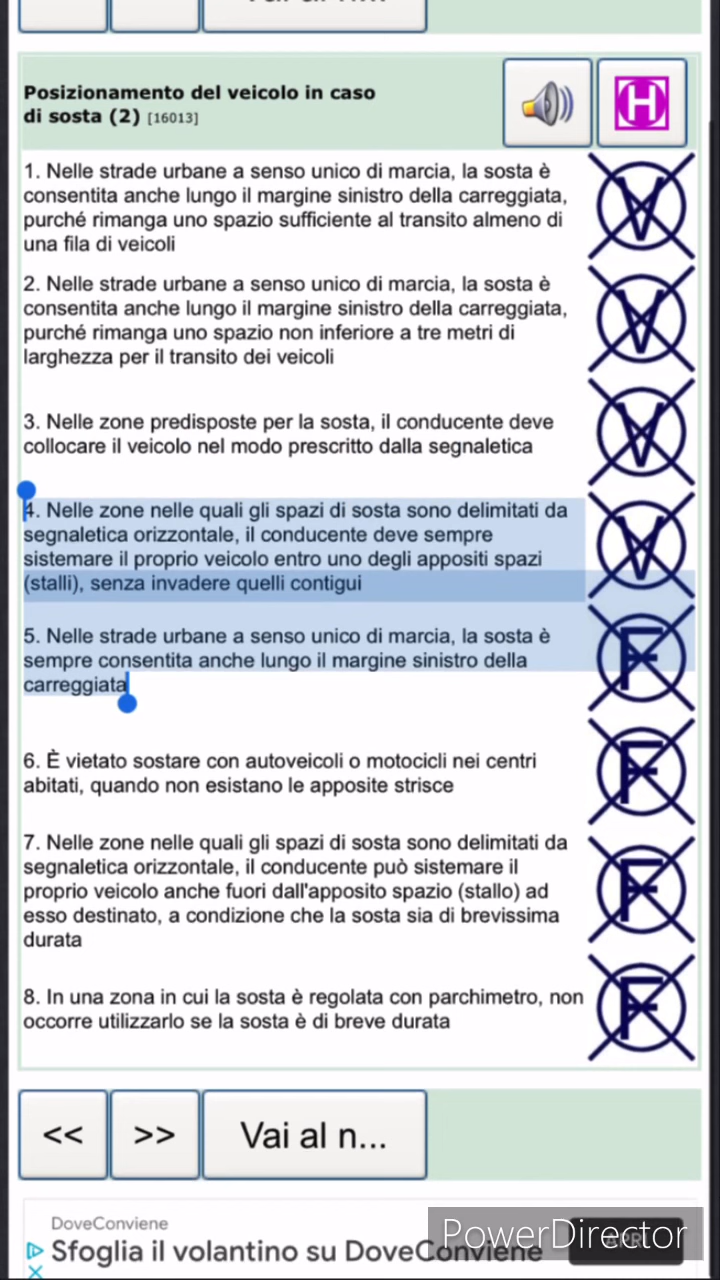 Posizionamento del veicolo in caso
di sosta (2) [16013]
H
1. Nelle strade urbane a senso unico di marcia, la sosta è
consentita anche lungo il margine sinistro della carreggiata,
purché rimanga uno spazio sufficiente al transito almeno di
una fila di veicoli
V
2. Nelle strade urbane a senso unico di marcia, la sosta è
consentita anche lungo il margine sinistro della carreggiata,
purché rimanga uno spazio non inferiore a tre metri di
larghezza per il transito dei veicoli
V
3. Nelle zone predisposte per la sosta, il conducente deve
collocare il veicolo nel modo prescritto dalla segnaletica
V
4. Nelle zone nelle quali gli spazi di sosta sono delimitati da
segnaletica orizzontale, il conducente deve sempre
sistemare il proprio veicolo entro uno degli appositi spazi
(stalli), senza invadere quelli contigui
V
5. Nelle strade urbane a senso unico di marcia, la sosta è
sempre consentita anche lungo il margine sinistro della
carreggiata
F
6. È vietato sostare con autoveicoli o motocicli nei centri
abitati, quando non esistano le apposite strisce
F
7. Nelle zone nelle quali gli spazi di sosta sono delimitati da
segnaletica orizzontale, il conducente può sistemare il
proprio veicolo anche fuori dall'apposito spazio (stallo) ad
esso destinato, a condizione che la sosta sia di brevissima
durata
F
8. In una zona in cui la sosta è regolata con parchimetro, non
occorre utilizzarlo se la sosta è di breve durata
F
<< >> Vai al n...
DoveConviene
Sfoglia il volantino su DoveConviene
PowerDirector